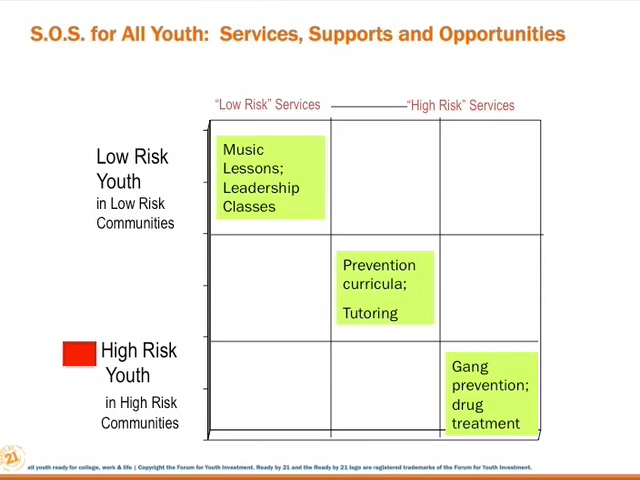 S.O.S. for All Youth: Services, Supports and Opportunities
“Low Risk” Services
“High Risk” Services
Low Risk
Youth
in Low Risk
Communities
Music
Lessons;
Leadership
Classes
Prevention
curricula;
Tutoring
High Risk
Youth
in High Risk
Communities
Gang
prevention;
drug
treatment
21
all youth ready for college, work & life | Copyright the Forum for Youth Investment. Ready by 21 and the Ready by 21 logo are registered trademarks of the Forum for Youth Investment.